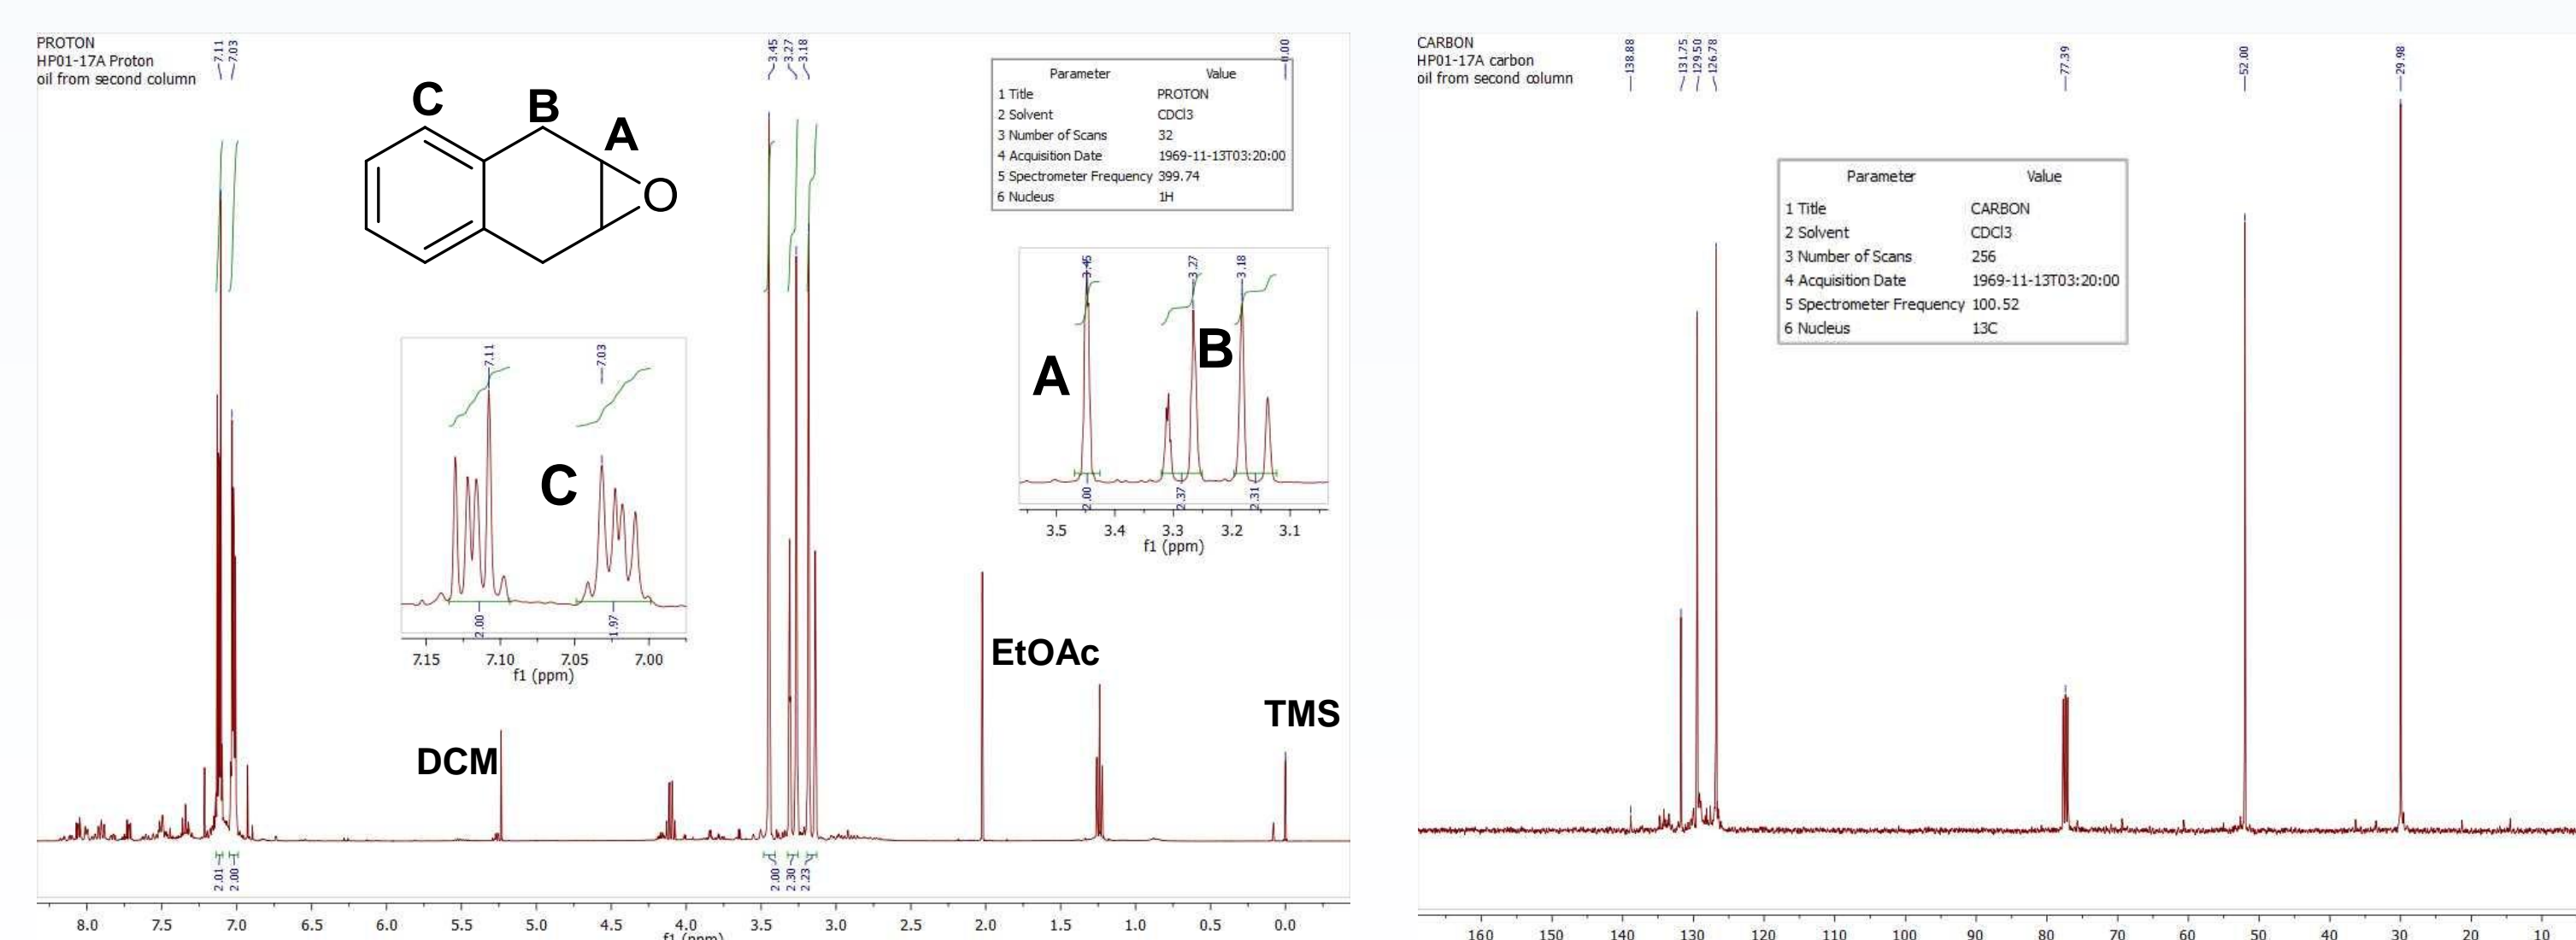 PROTON
HP01-17A Proton
oil from second column
7.11
7.03
3.45
3.27
3.18
0.00
Parameter Value
1 Title PROTON
2 Solvent CDCl3
3 Number of Scans 32
4 Acquisition Date 1969-11-13T03:20:00
5 Spectrometer Frequency 399.74
6 Nucleus 1H
C
B
A
O
7.11
7.03
C
2.00
1.97
7.15 7.10 7.05 7.00
f1 (ppm)
3.45
3.27
3.18
A
B
2.00
2.37
2.31
3.5 3.4 3.3 3.2 3.1
f1 (ppm)
DCM
EtOAc
TMS
2.01
2.00
2.00
2.30
2.23
8.0 7.5 7.0 6.5 6.0 5.5 5.0 4.5 4.0 3.5 3.0 2.5 2.0 1.5 1.0 0.5 0.0
f1 (ppm)
CARBON
HP01-17A carbon
oil from second column
138.88
131.75
129.50
126.78
77.39
52.00
29.98
Parameter Value
1 Title CARBON
2 Solvent CDCl3
3 Number of Scans 256
4 Acquisition Date 1969-11-13T03:20:00
5 Spectrometer Frequency 100.52
6 Nucleus 13C
160 150 140 130 120 110 100 90 80 70 60 50 40 30 20 10